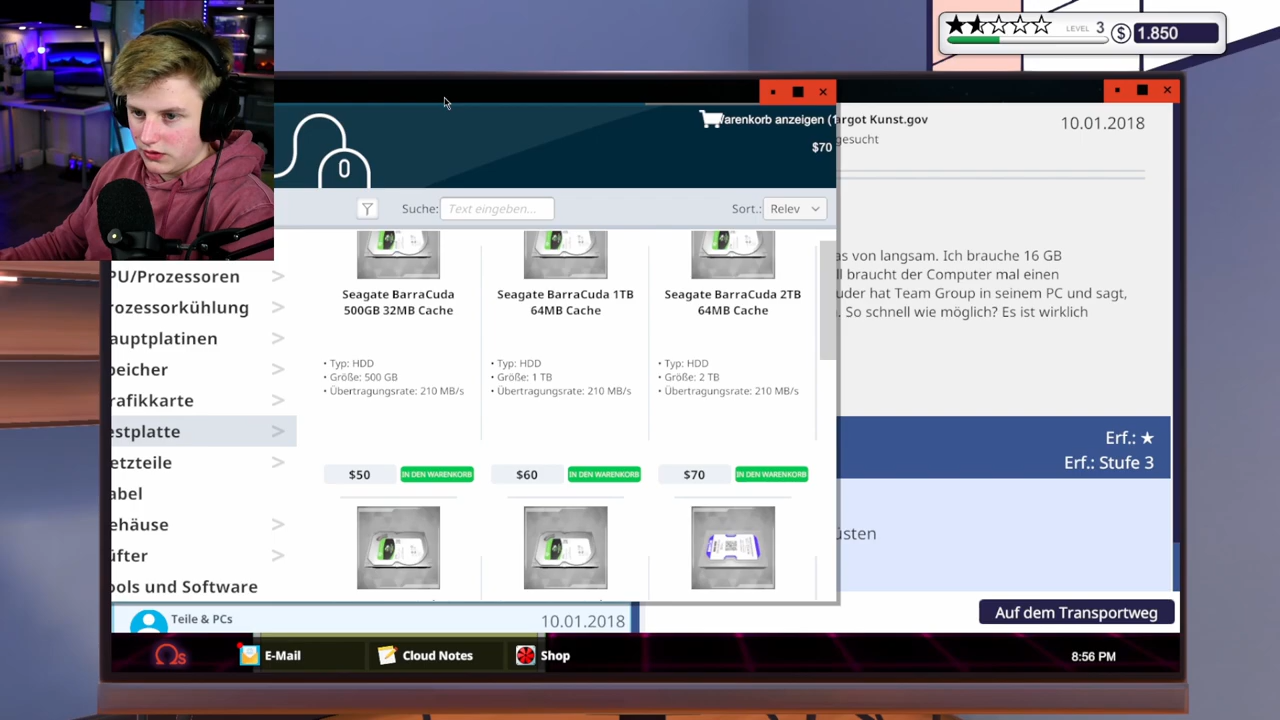 LEVEL 3
$ 1.850
arenkorb anzeigen (1
$70
Suche: Text eingeben...
Sort.: Relev
PU/Prozessoren
rozessorkühlung
auptplatinen
peicher
rafikkarte
estplatte
etzteile
abel
ehäuse
üfter
ools und Software
Seagate BarraCuda
500GB 32MB Cache
• Typ: HDD
• Größe: 500 GB
• Übertragungsrate: 210 MB/s
$50 IN DEN WARENKORB
Seagate BarraCuda 1TB
64MB Cache
• Typ: HDD
• Größe: 1 TB
• Übertragungsrate: 210 MB/s
$60 IN DEN WARENKORB
Seagate BarraCuda 2TB
64MB Cache
• Typ: HDD
• Größe: 2 TB
• Übertragungsrate: 210 MB/s
$70 IN DEN WARENKORB
rgot Kunst.gov
10.01.2018
gesucht
as von langsam. Ich brauche 16 GB
ll braucht der Computer mal einen
uder hat Team Group in seinem PC und sagt,
. So schnell wie möglich? Es ist wirklich
Erf.: ★
Erf.: Stufe 3
üsten
Auf dem Transportweg
Teile & PCs
10.01.2018
Ωs
E-Mail
Cloud Notes
Shop
8:56 PM